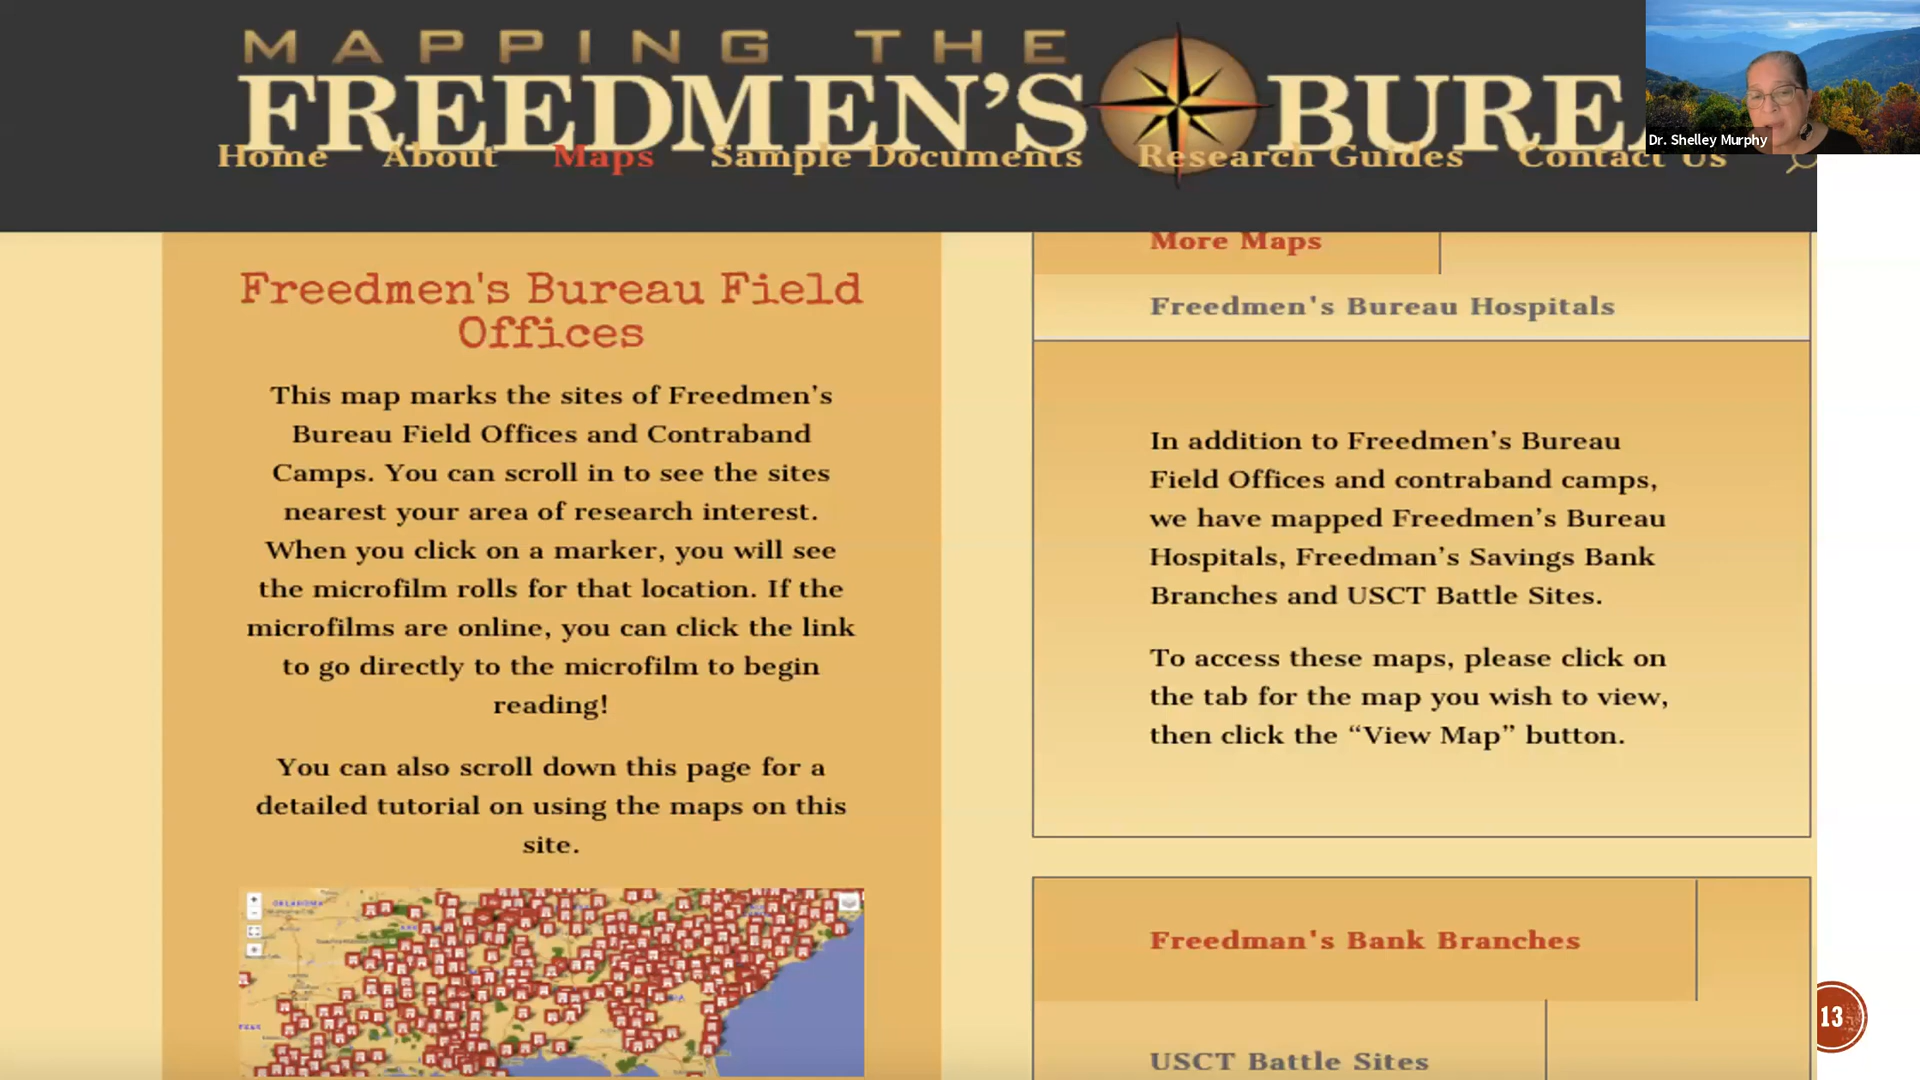 MAPPING THE
FREEDMEN'S BUREA
Home About Maps Sample Documents Research Guides Contact Us
Dr. Shelley Murphy
Freedmen's Bureau Field
Offices
This map marks the sites of Freedmen's
Bureau Field Offices and Contraband
Camps. You can scroll in to see the sites
nearest your area of research interest.
When you click on a marker, you will see
the microfilm rolls for that location. If the
microfilms are online, you can click the link
to go directly to the microfilm to begin
reading!
You can also scroll down this page for a
detailed tutorial on using the maps on this
site.
OKLAHOMA
More Maps
Freedmen's Bureau Hospitals
In addition to Freedmen's Bureau
Field Offices and contraband camps,
we have mapped Freedmen's Bureau
Hospitals, Freedman's Savings Bank
Branches and USCT Battle Sites.
To access these maps, please click on
the tab for the map you wish to view,
then click the “View Map” button.
Freedman's Bank Branches
USCT Battle Sites
13